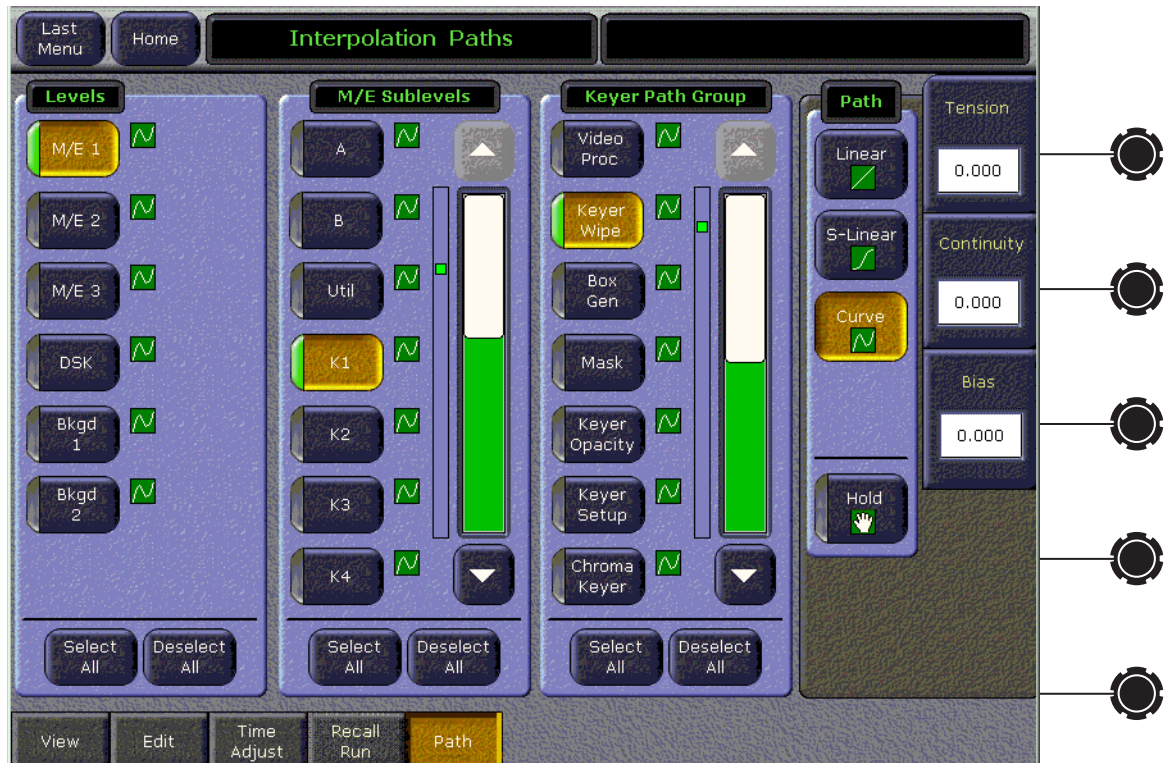 Last
Menu
Home
Interpolation Paths
Levels
M/E 1
M/E 2
M/E 3
DSK
Bkgd
1
Bkgd
2
Select
All
Deselect
All
M/E Sublevels
A
B
Util
K1
K2
K3
K4
Select
All
Deselect
All
Keyer Path Group
Video
Proc
Keyer
Wipe
Box
Gen
Mask
Keyer
Opacity
Keyer
Setup
Chroma
Keyer
Select
All
Deselect
All
Path
Linear
S-Linear
Curve
Hold
Tension
0.000
Continuity
0.000
Bias
0.000
View
Edit
Time
Adjust
Recall
Run
Path